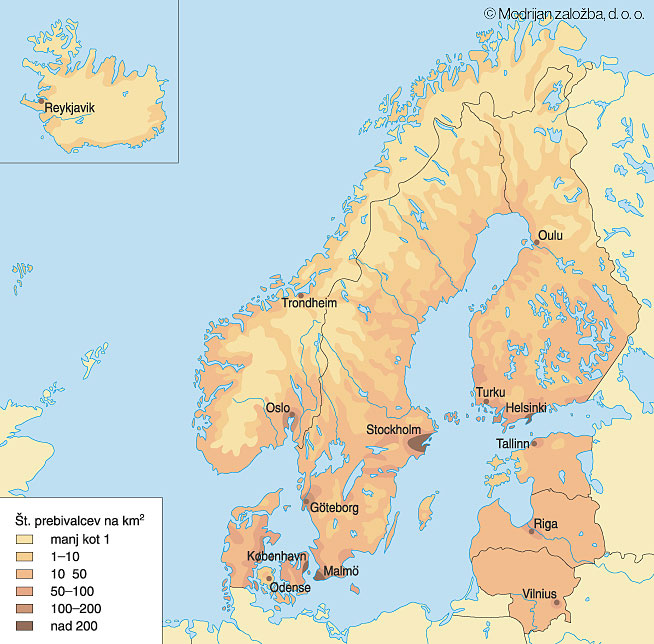 © Modrijan založba, d. o. o.
Reykjavik
Oulu
Trondheim
Turku
Oslo
Helsinki
Stockholm
Tallinn
Göteborg
Riga
København
Malmö
Odense
Vilnius
Št. prebivalcev na km²
manj kot 1
1–10
10 50
50–100
100–200
nad 200